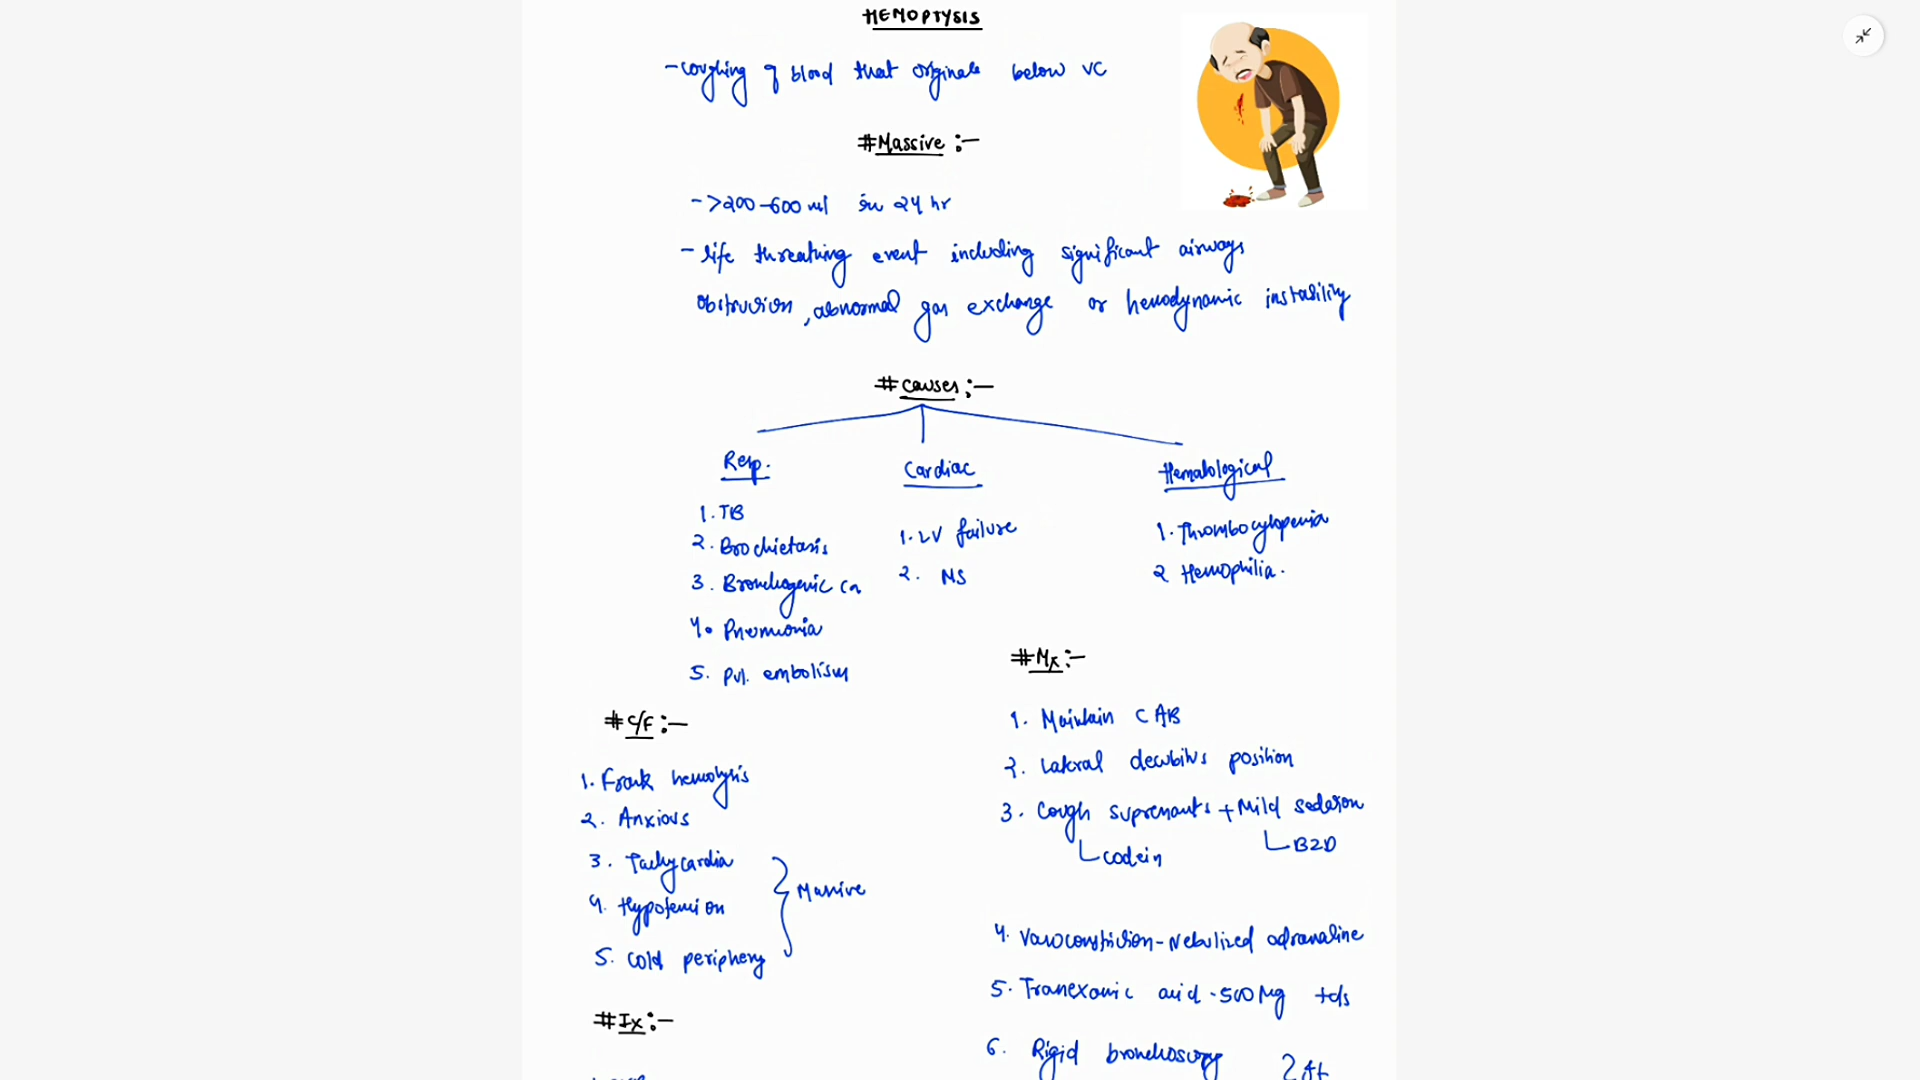 HEMOPTYSIS
- coughing of blood that originate below VC
# Massive :-
- >200-600 ml in 24 hr
- life threathing event including significant airways
obstruction, abnormal gas exchange or hemodynamic instability
# causes :-
Resp.
1. TB
2. Brochietasis
3. Bronchogenic ca
4. Pneumonia
5. Pul. embolism
Cardiac
1. LV failure
2. MS
Hematological
1. Thrombocytopenia
2 Hemophilia.
# C/F :-
1. Frank hemolysis
2. Anxious
3. Tachycardia
4. Hypotension
5. Cold periphery
Massive
# Ix :-
# Mx :-
1. Maintain CAB
2. Lateral decubitus position
3. Cough supressants + Mild sedation
codein
BZD
4. Vasoconstriction - Nebulized adrenaline
5. Tranexamic acid - 500 Mg tds
6. Rigid bronchoscopy